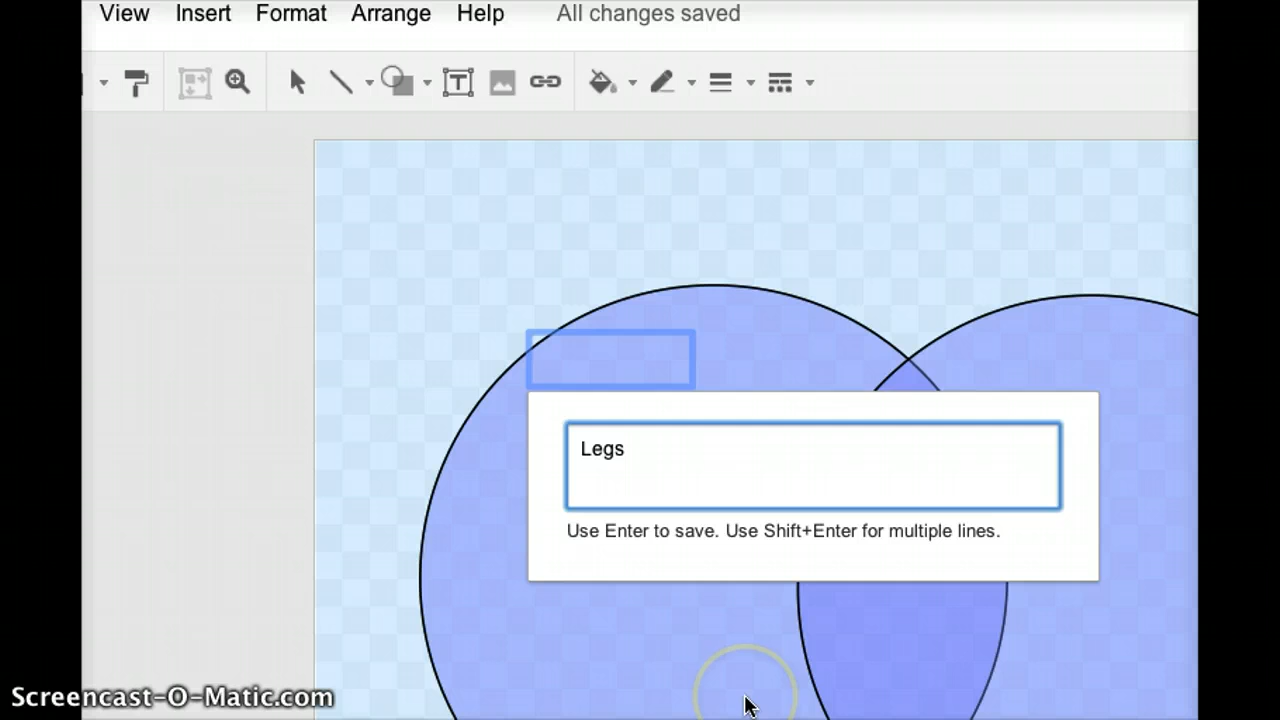 View Insert Format Arrange Help All changes saved
Legs
Use Enter to save. Use Shift+Enter for multiple lines.
Screencast-O-Matic.com